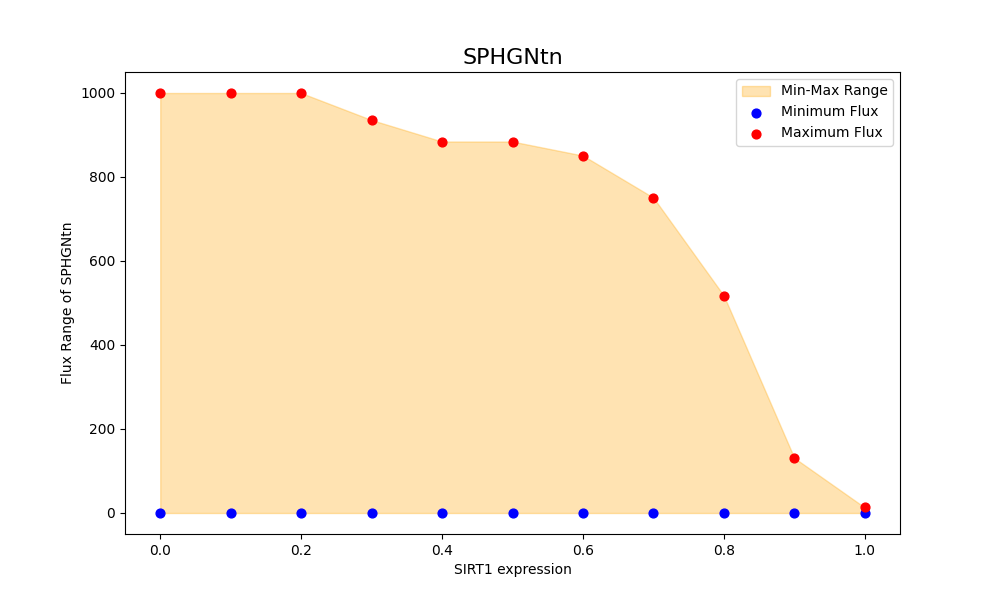 SPHGNtn
Min-Max Range
Minimum Flux
Maximum Flux
1000
800
600
400
200
0
Flux Range of SPHGNtn
0.0 0.2 0.4 0.6 0.8 1.0
SIRT1 expression